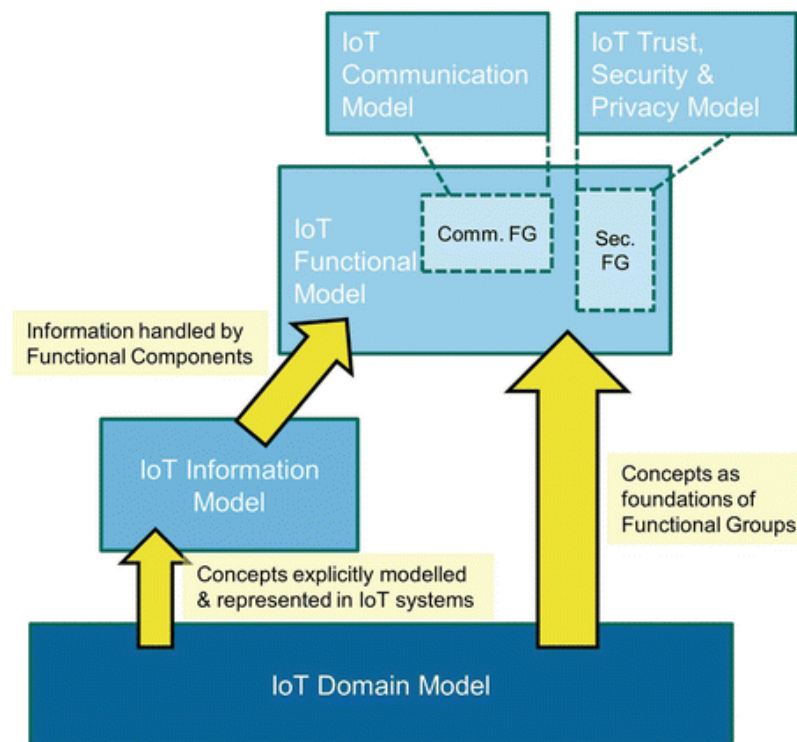 IoT
Communication
Model
IoT Trust,
Security &
Privacy Model
IoT
Functional
Model
Comm. FG
Sec.
FG
Information handled by
Functional Components
IoT Information
Model
Concepts as
foundations of
Functional Groups
Concepts explicitly modelled
& represented in IoT systems
IoT Domain Model